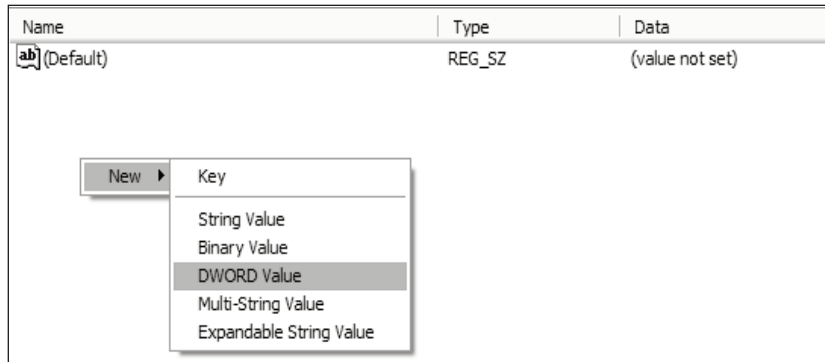 Name Type Data
(Default) REG_SZ (value not set)
New Key
String Value
Binary Value
DWORD Value
Multi-String Value
Expandable String Value